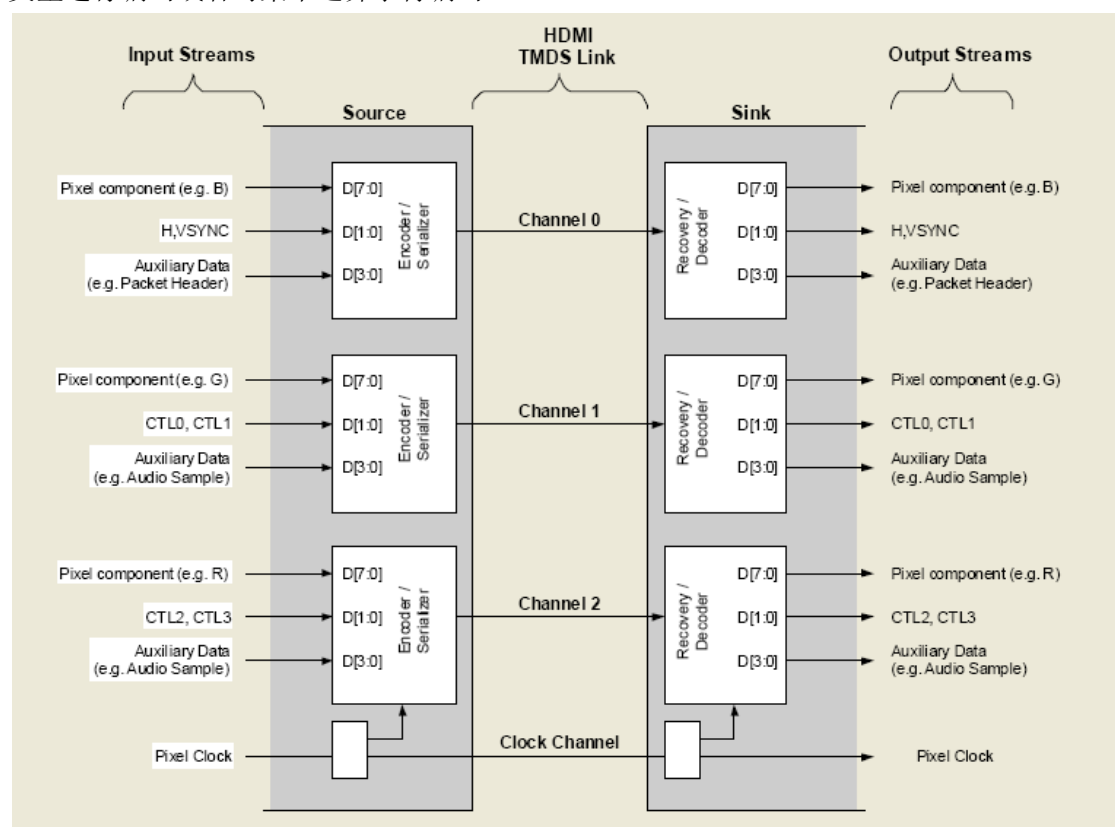 HDMI
TMDS Link
Input Streams
Output Streams
Source
Sink
Pixel component (e.g. B)
H,VSYNC
Auxiliary Data
(e.g. Packet Header)
D[7:0]
D[1:0]
D[3:0]
Encoder /
Serializer
Channel 0
Recovery /
Decoder
D[7:0]
D[1:0]
D[3:0]
Pixel component (e.g. B)
H,VSYNC
Auxiliary Data
(e.g. Packet Header)
Pixel component (e.g. G)
CTL0, CTL1
Auxiliary Data
(e.g. Audio Sample)
D[7:0]
D[1:0]
D[3:0]
Encoder /
Serializer
Channel 1
Recovery /
Decoder
D[7:0]
D[1:0]
D[3:0]
Pixel component (e.g. G)
CTL0, CTL1
Auxiliary Data
(e.g. Audio Sample)
Pixel component (e.g. R)
CTL2, CTL3
Auxiliary Data
(e.g. Audio Sample)
D[7:0]
D[1:0]
D[3:0]
Encoder /
Serializer
Channel 2
Recovery /
Decoder
D[7:0]
D[1:0]
D[3:0]
Pixel component (e.g. R)
CTL2, CTL3
Auxiliary Data
(e.g. Audio Sample)
Pixel Clock
Clock Channel
Pixel Clock